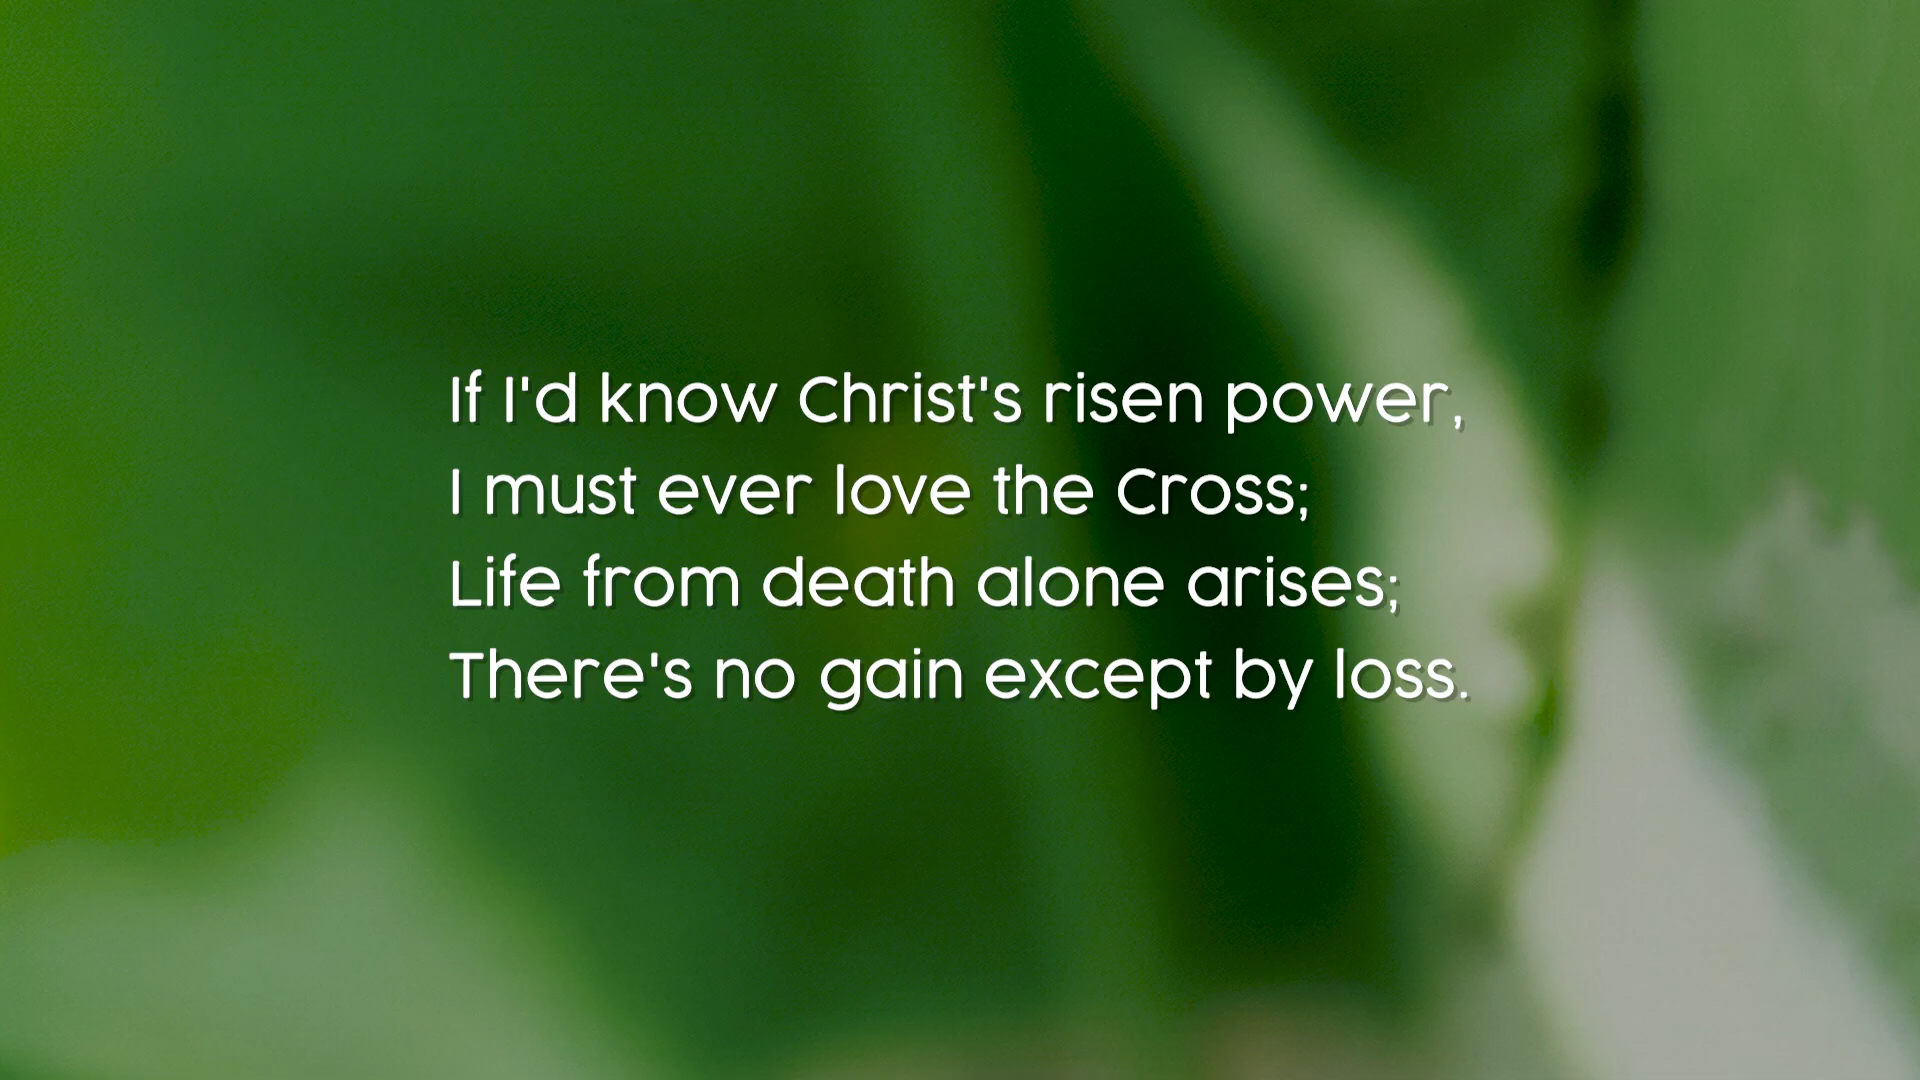 If I'd know Christ's risen power,
I must ever love the Cross;
Life from death alone arises;
There's no gain except by loss.